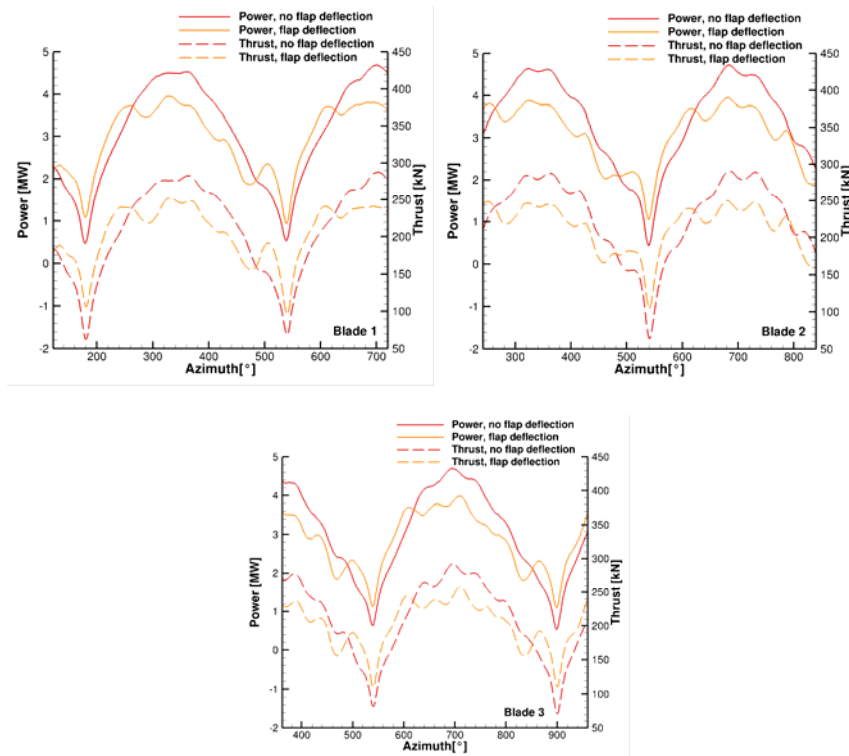 Power, no flap deflection
Power, flap deflection
Thrust, no flap deflection
Thrust, flap deflection
5
4
3
2
1
0
-1
-2
Power [MW]
450
400
350
300
250
200
150
100
50
Thrust [kN]
200
300
400
500
600
700
Azimuth[°]
Blade 1
Power, no flap deflection
Power, flap deflection
Thrust, no flap deflection
Thrust, flap deflection
5
4
3
2
1
0
-1
-2
Power [MW]
450
400
350
300
250
200
150
100
50
Thrust [kN]
300
400
500
600
700
800
Azimuth[°]
Blade 2
Power, no flap deflection
Power, flap deflection
Thrust, no flap deflection
Thrust, flap deflection
5
4
3
2
1
0
-1
-2
Power [MW]
450
400
350
300
250
200
150
100
50
Thrust [kN]
400
500
600
700
800
900
Azimuth[°]
Blade 3